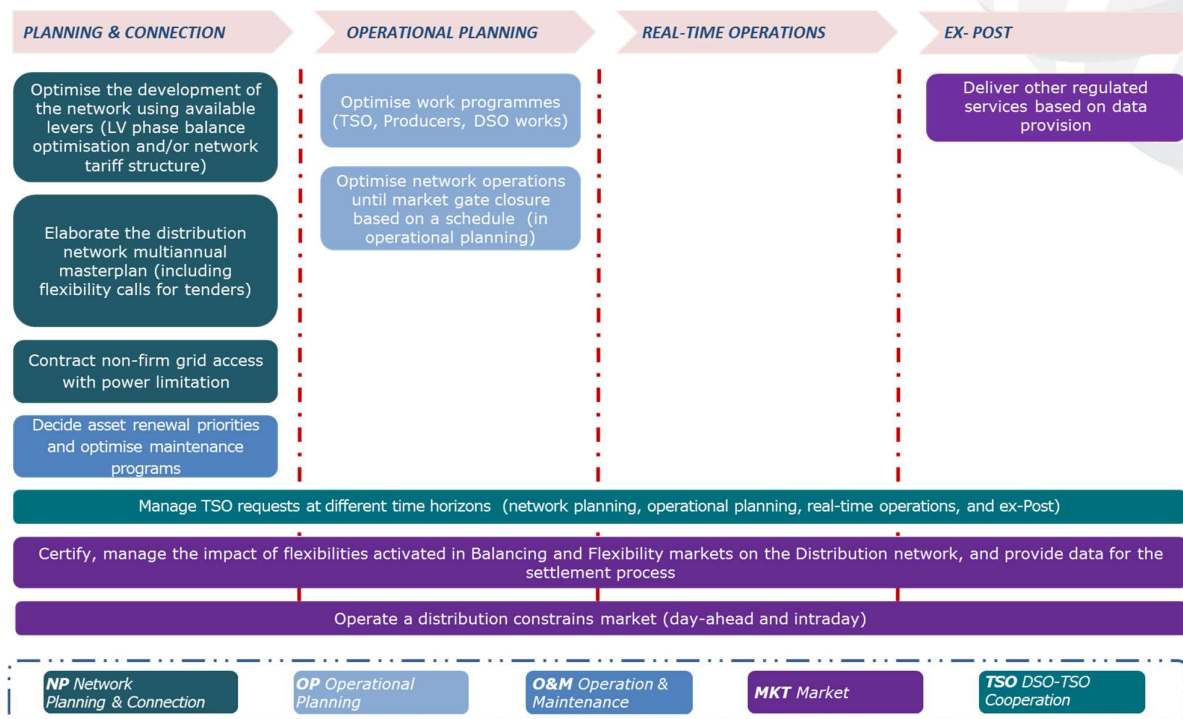 PLANNING & CONNECTION
OPERATIONAL PLANNING
REAL-TIME OPERATIONS
EX- POST
Optimise the development of
the network using available
levers (LV phase balance
optimisation and/or network
tariff structure)
Elaborate the distribution
network multiannual
masterplan (including
flexibility calls for tenders)
Contract non-firm grid access
with power limitation
Decide asset renewal priorities
and optimise maintenance
programs
Optimise work programmes
(TSO, Producers, DSO works)
Optimise network operations
until market gate closure
based on a schedule (in
operational planning)
Deliver other regulated
services based on data
provision
Manage TSO requests at different time horizons (network planning, operational planning, real-time operations, and ex-Post)
Certify, manage the impact of flexibilities activated in Balancing and Flexibility markets on the Distribution network, and provide data for the
settlement process
Operate a distribution constrains market (day-ahead and intraday)
NP Network
Planning & Connection
OP Operational
Planning
O&M Operation &
Maintenance
MKT Market
TSO DSO-TSO
Cooperation